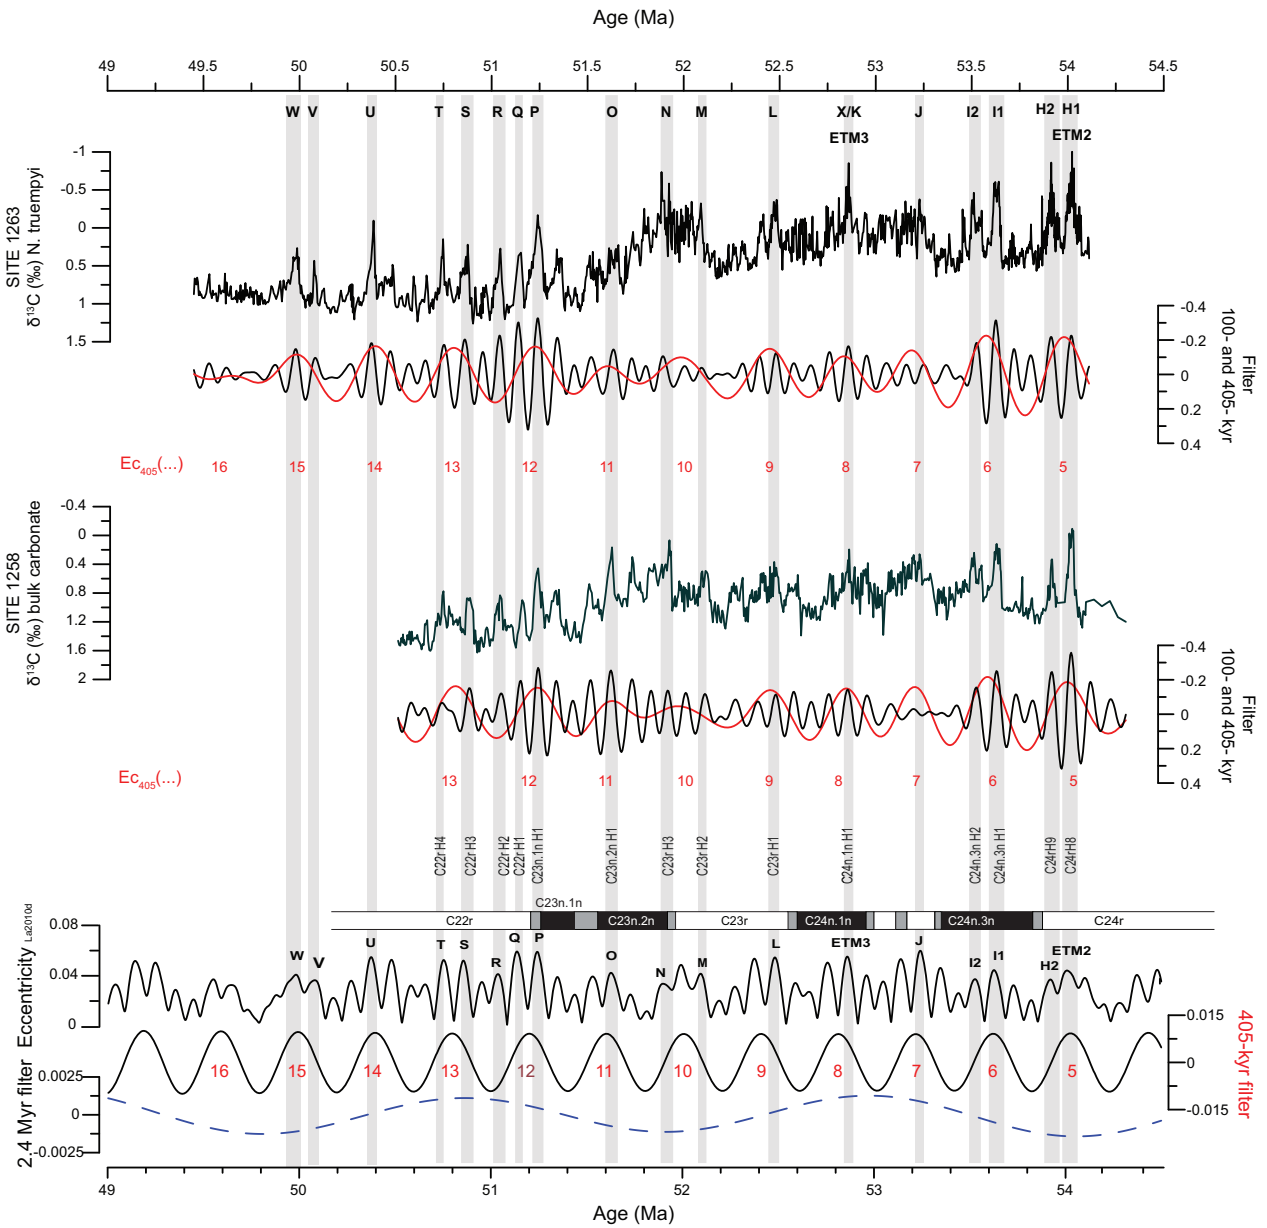 Age (Ma)
49 49.5 50 50.5 51 51.5 52 52.5 53 53.5 54 54.5
W V U T S R Q P O N M L X/K J I2 I1 H2 H1
ETM3 ETM2
SITE 1263
δ¹³C (‰) N. truempyi
-1
-0.5
0
0.5
1
1.5
-0.4
-0.2
0
0.2
0.4
Filter
100- and 405- kyr
Ec₄₀₅(...) 16 15 14 13 12 11 10 9 8 7 6 5
SITE 1258
δ¹³C (‰) bulk carbonate
-0.4
0
0.4
0.8
1.2
1.6
2
-0.4
-0.2
0
0.2
0.4
Filter
100- and 405- kyr
Ec₄₀₅(...) 13 12 11 10 9 8 7 6 5
C22r H4
C22r H3
C22r H2
C22r H1
C23n.1n H1
C23n.2n H1
C23r H3
C23r H2
C23r H1
C24n.1n H1
C24n.3n H2
C24n.3n H1
C24rH9
C24rH8
C23n.1n
C22r C23n.2n C23r C24n.1n C24n.3n C24r
Eccentricity La2010d
0.08
0.04
0
W V U T S R Q P O N M L ETM3 J I2 I1 H2 ETM2
16 15 14 13 12 11 10 9 8 7 6 5
-0.015
0
-0.015
405-kyr filter
2.4 Myr filter
0.0025
0
-0.0025
49 50 51 52 53 54
Age (Ma)